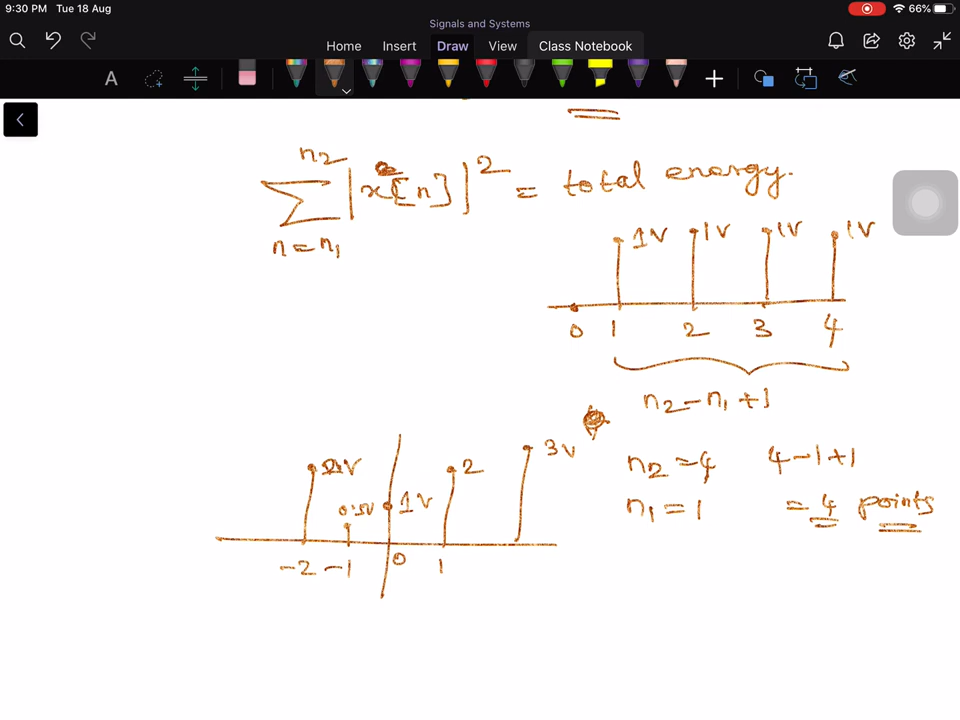 9:30 PM Tue 18 Aug
66%
Signals and Systems
Home Insert Draw View Class Notebook
A
n2
∑ |x[n]|² = total energy.
n=n1
1V 1V 1V 1V
0 1 2 3 4
n2-n1+1
n2=4 4-1+1
n1=1 =4 points
2 3V
0.5V 1V
-2 -1 0 1